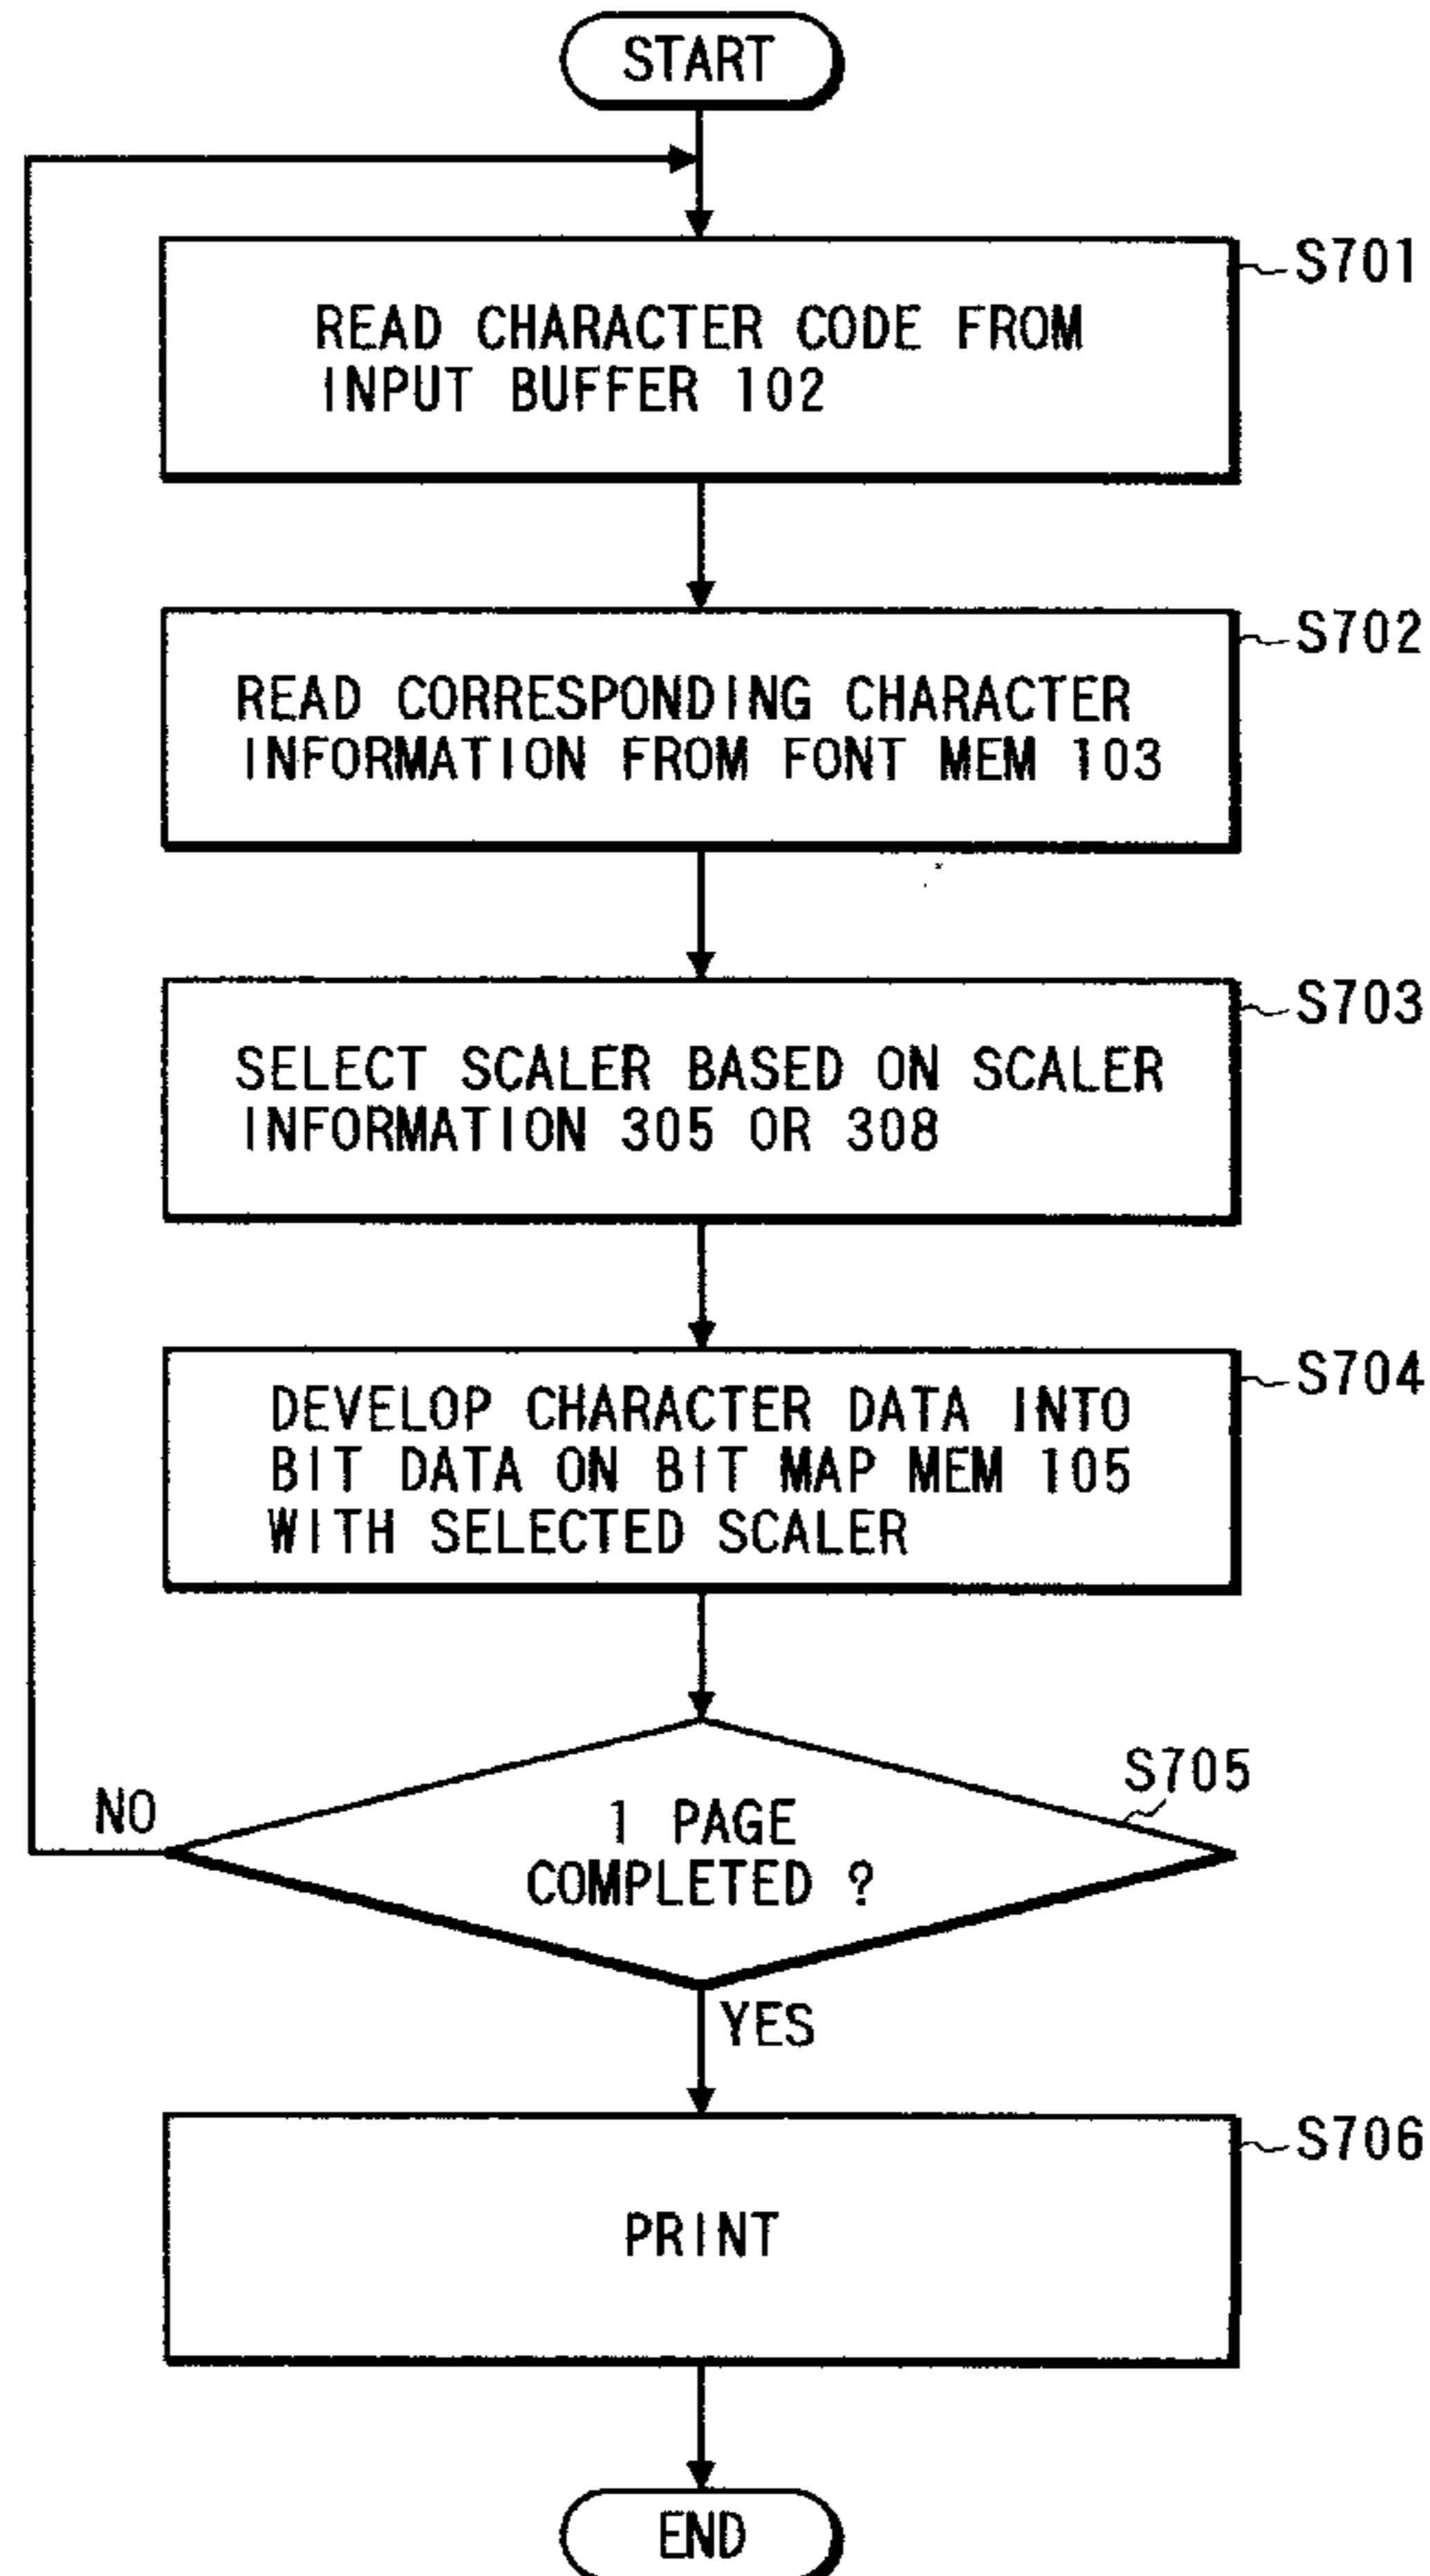 START
S701
READ CHARACTER CODE FROM
INPUT BUFFER 102
S702
READ CORRESPONDING CHARACTER
INFORMATION FROM FONT MEM 103
S703
SELECT SCALER BASED ON SCALER
INFORMATION 305 OR 308
S704
DEVELOP CHARACTER DATA INTO
BIT DATA ON BIT MAP MEM 105
WITH SELECTED SCALER
S705
NO
1 PAGE
COMPLETED ?
YES
S706
PRINT
END